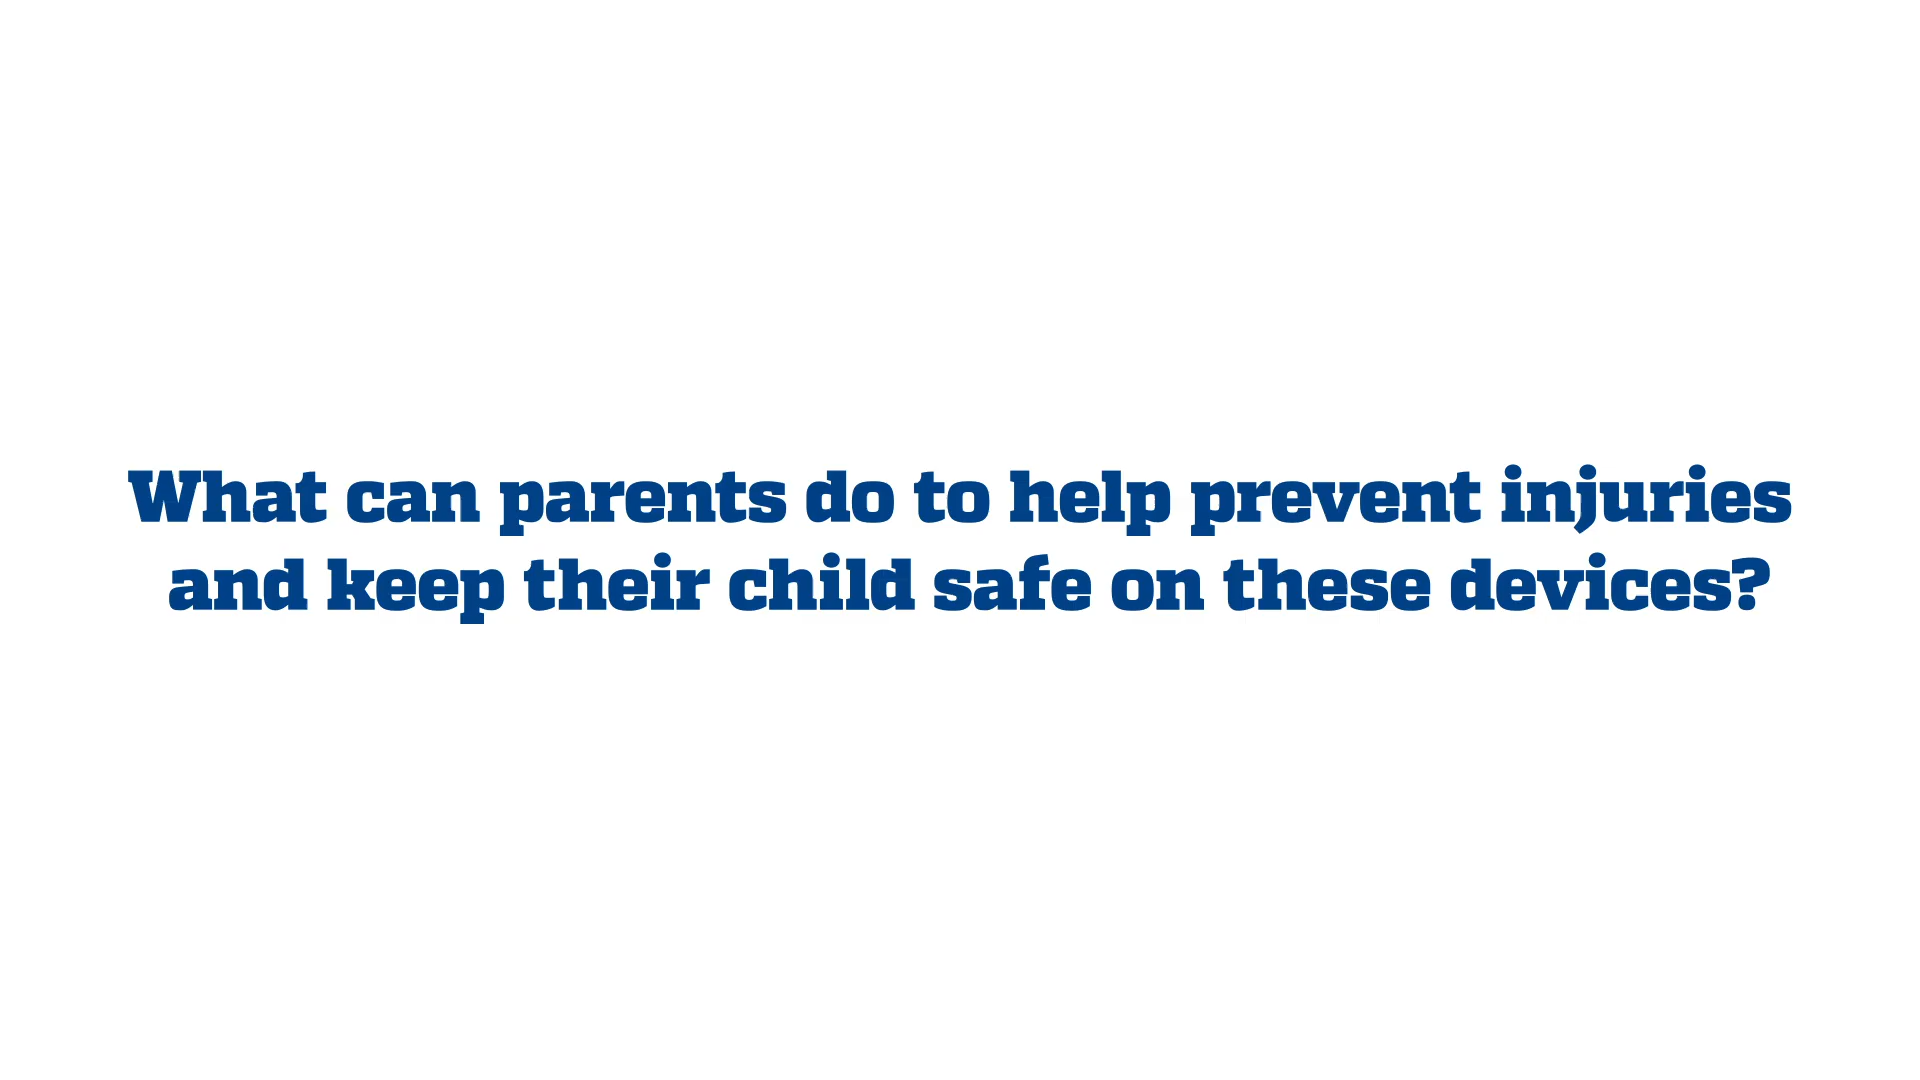 What can parents do to help prevent injuries
and keep their child safe on these devices?